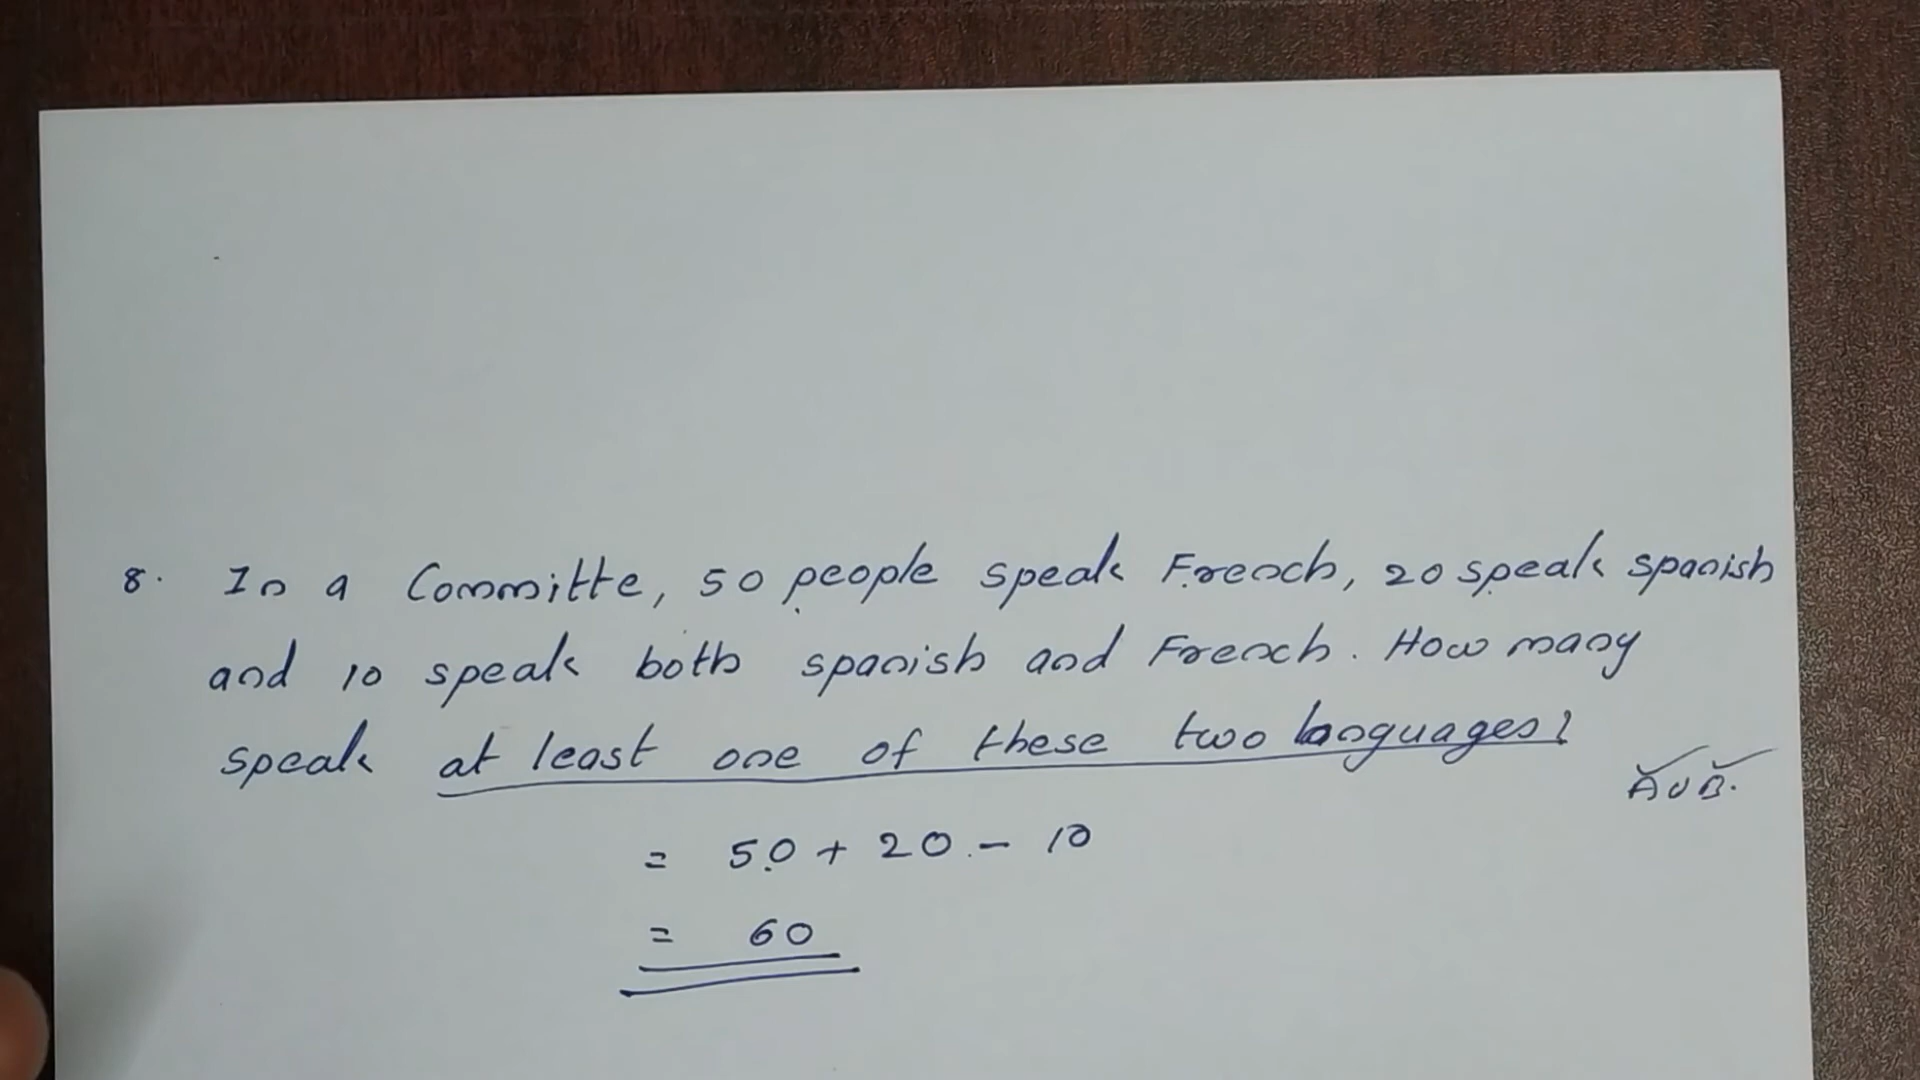 8. In a Committe, 50 people speak French, 20 speak spanish
and 10 speak both spanish and French. How many
speak at least one of these two languages?
A∪B.
= 50 + 20 - 10
= 60